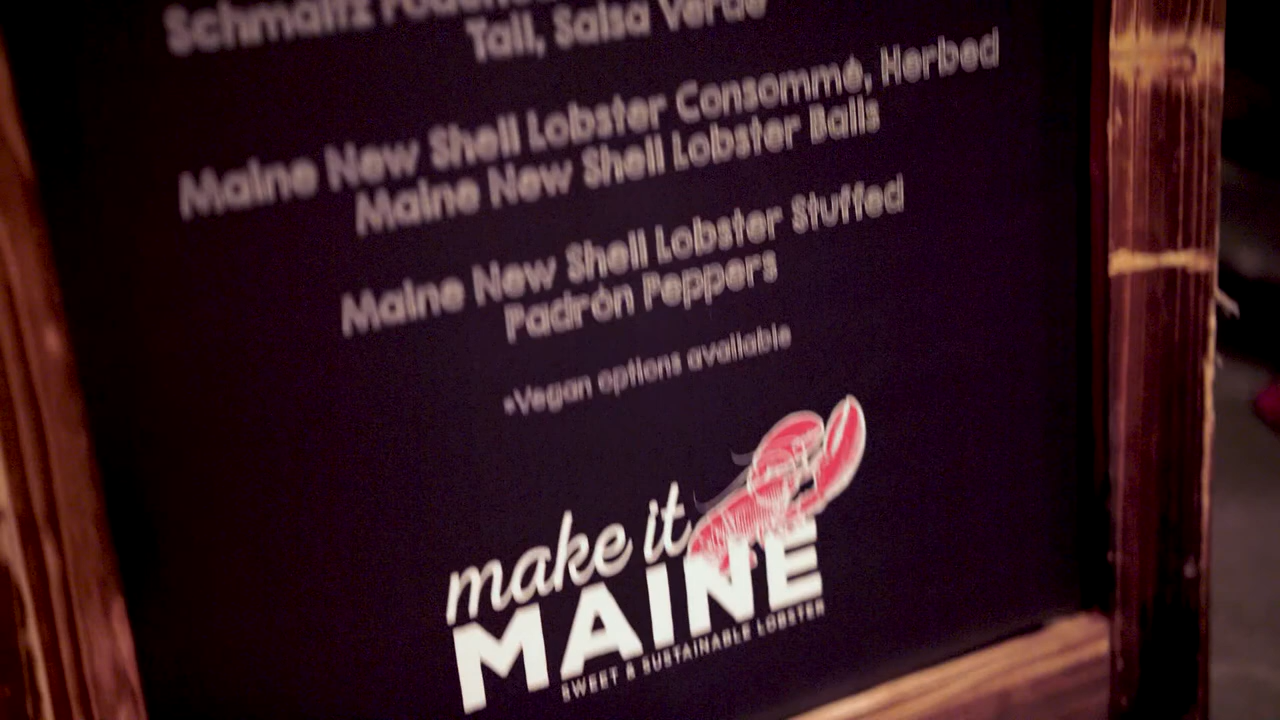 Schmaltz
Tail, Salsa Verde
Maine New Shell Lobster Consommé, Herbed
Maine New Shell Lobster Balls
Maine New Shell Lobster Stuffed
Padrón Peppers
*Vegan options available
make it
MAINE
SWEET & SUSTAINABLE LOBSTER